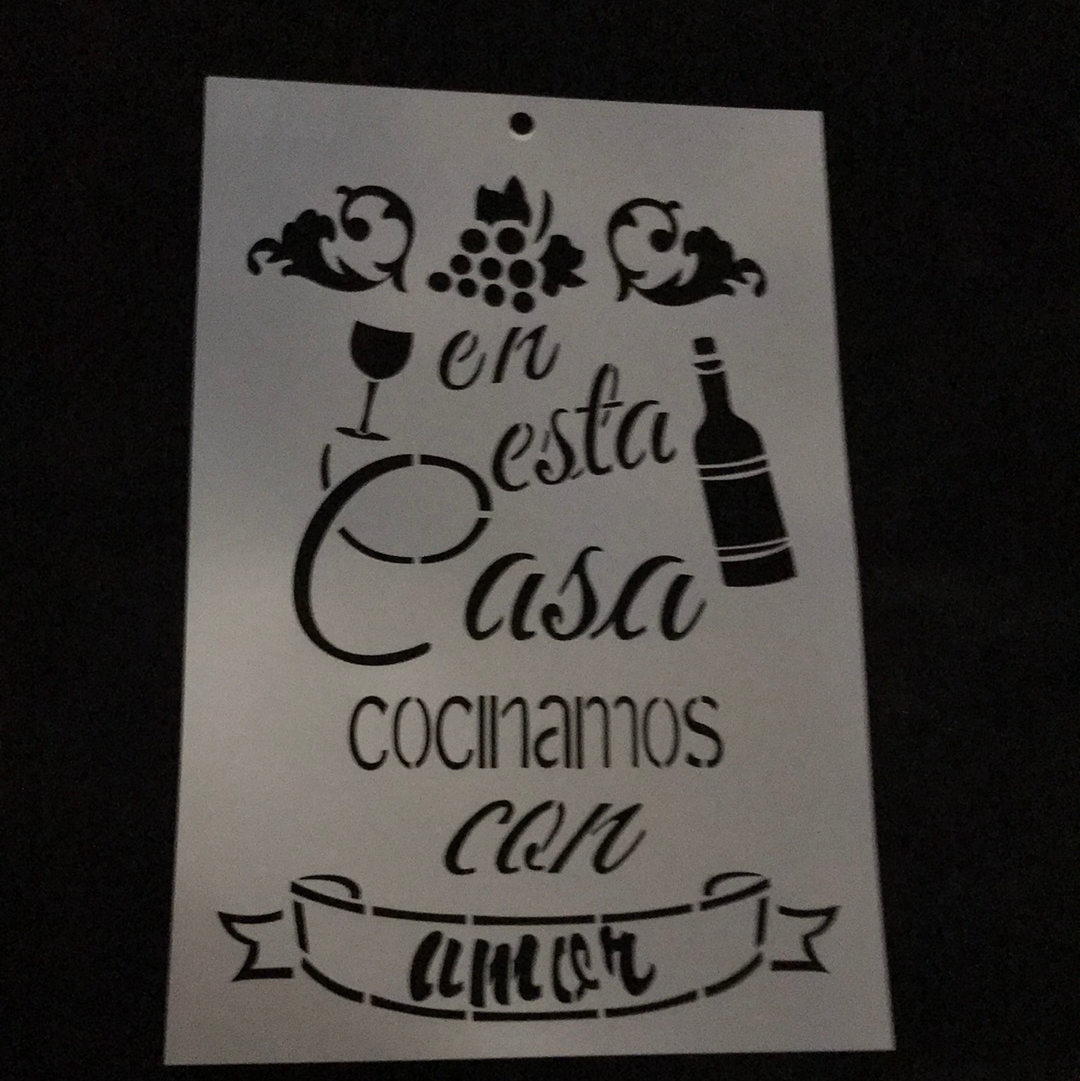 en
esta
Casa
cocinamos
con
amor